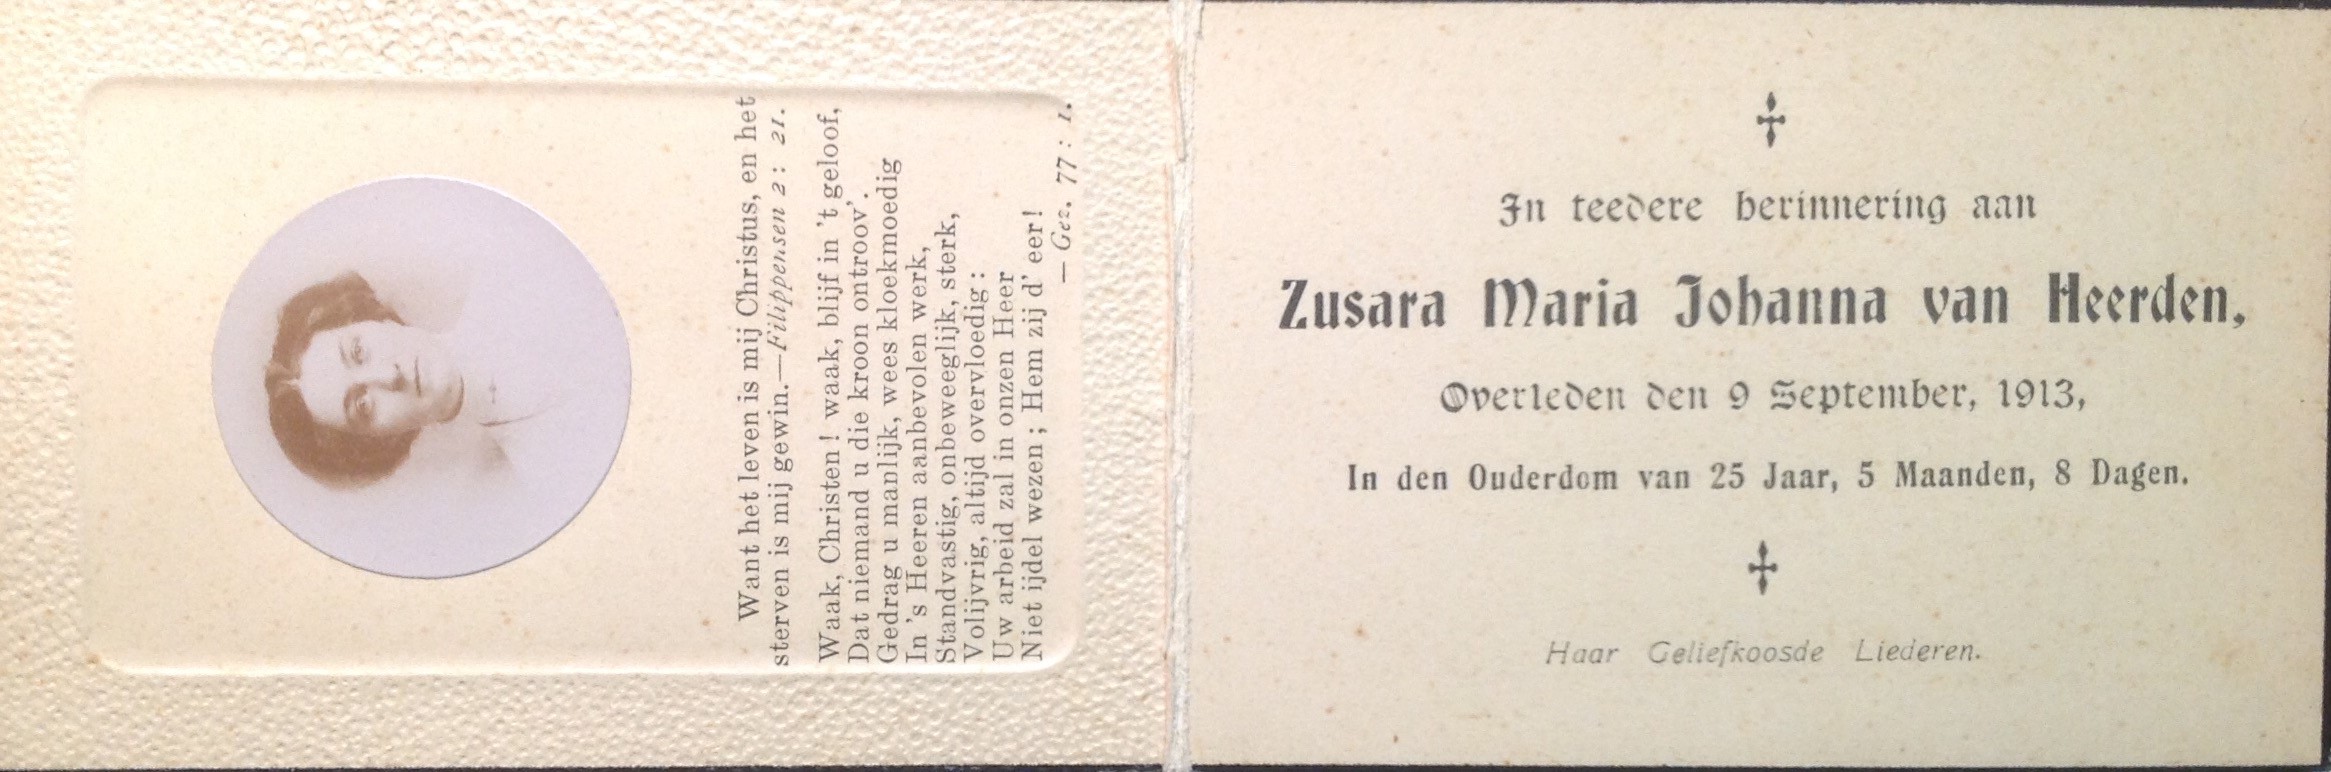 Want het leven is mij Christus, en het
sterven is mij gewin.—Filippensen 2 : 21.
Waak, Christen ! waak, blijf in 't geloof,
Dat niemand u die kroon ontroov'.
Gedrag u manlijk, wees kloekmoedig
In 's Heeren aanbevolen werk,
Standvastig, onbeweeglijk, sterk,
Volijvrig, altijd overvloedig :
Uw arbeid zal in onzen Heer
Niet ijdel wezen ; Hem zij d' eer!
— Gez. 77 : 1.
In teedere herinnering aan
Zusara Maria Johanna van Heerden,
Overleden den 9 September, 1913,
In den Ouderdom van 25 Jaar, 5 Maanden, 8 Dagen.
Haar Geliefkoosde Liederen.